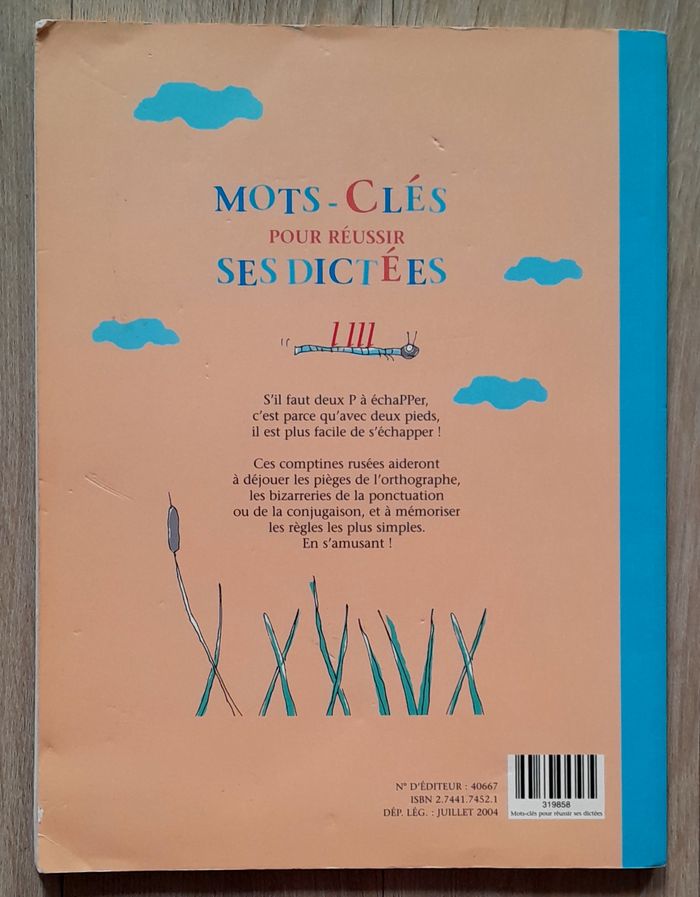 MOTS-CLÉS
POUR RÉUSSIR
SES DICTÉES
l lll
S'il faut deux P à échaPPer,
c'est parce qu'avec deux pieds,
il est plus facile de s'échapper !
Ces comptines rusées aideront
à déjouer les pièges de l'orthographe,
les bizarreries de la ponctuation
ou de la conjugaison, et à mémoriser
les règles les plus simples.
En s'amusant !
N° D'ÉDITEUR : 40667
ISBN 2.7441.7452.1
DÉP. LÉG. : JUILLET 2004
319858
Mots-clés pour réussir ses dictées